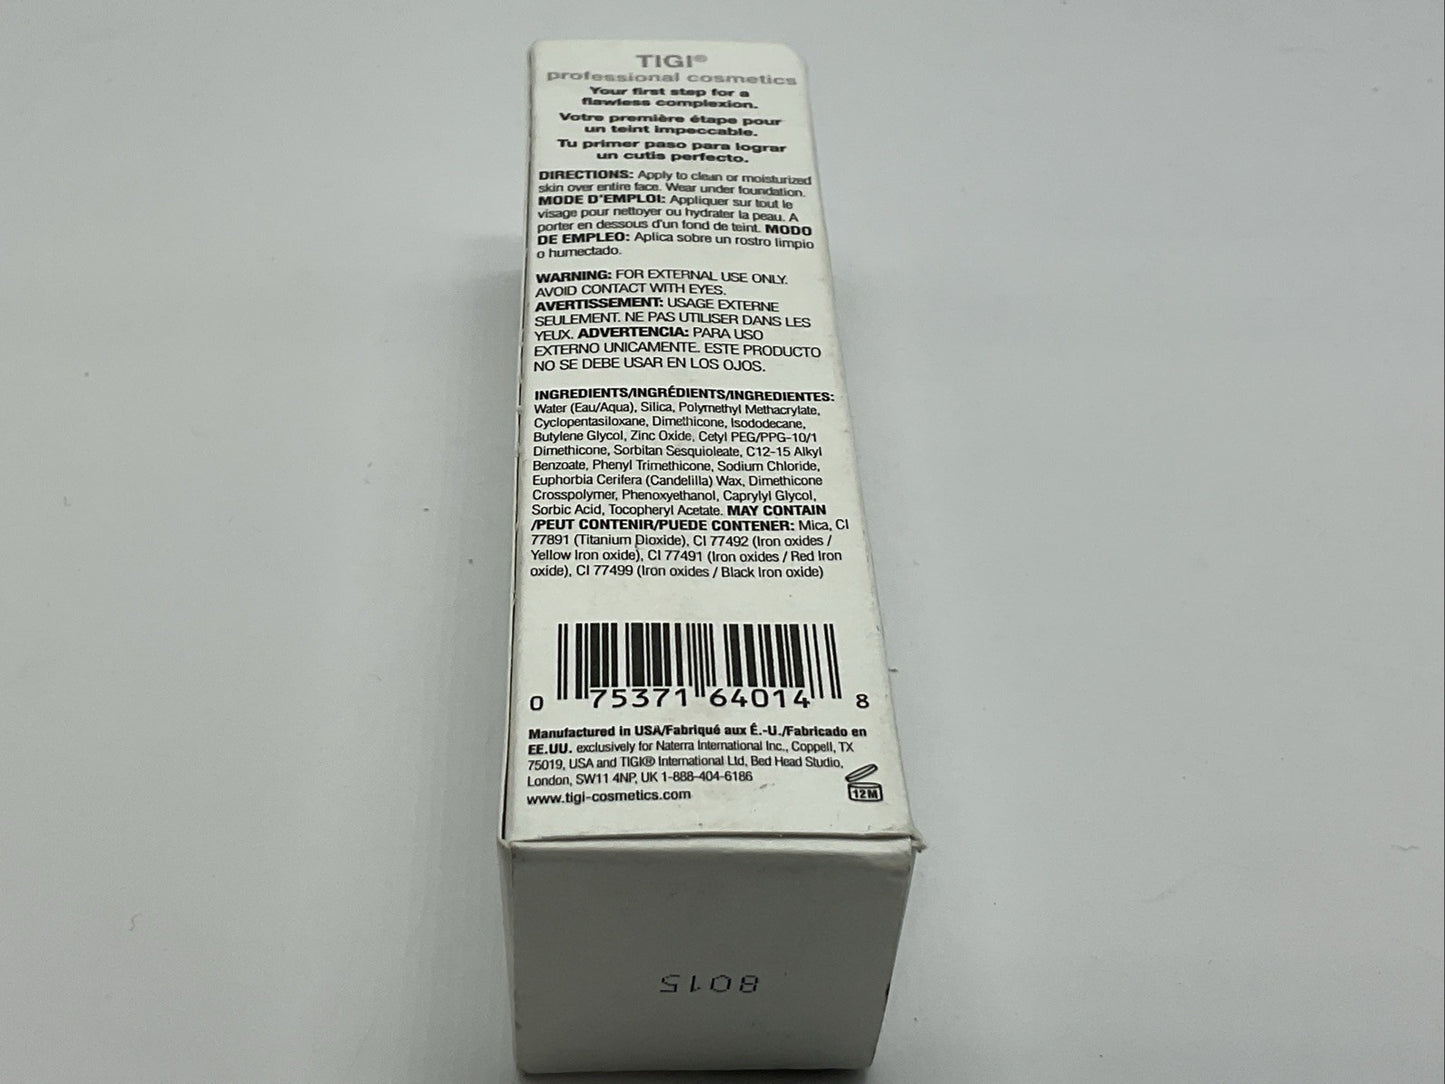 TIGI®
professional cosmetics
Your first step for a
flawless complexion.
Votre première étape pour
un teint impeccable.
Tu primer paso para lograr
un cutis perfecto.
DIRECTIONS: Apply to clean or moisturized
skin over entire face. Wear under foundation.
MODE D'EMPLOI: Appliquer sur tout le
visage pour nettoyer ou hydrater la peau. A
porter en dessous d'un fond de teint. MODO
DE EMPLEO: Aplica sobre un rostro limpio
o humectado.
WARNING: FOR EXTERNAL USE ONLY.
AVOID CONTACT WITH EYES.
AVERTISSEMENT: USAGE EXTERNE
SEULEMENT. NE PAS UTILISER DANS LES
YEUX. ADVERTENCIA: PARA USO
EXTERNO UNICAMENTE. ESTE PRODUCTO
NO SE DEBE USAR EN LOS OJOS.
INGREDIENTS/INGRÉDIENTS/INGREDIENTES:
Water (Eau/Aqua), Silica, Polymethyl Methacrylate,
Cyclopentasiloxane, Dimethicone, Isododecane,
Butylene Glycol, Zinc Oxide, Cetyl PEG/PPG-10/1
Dimethicone, Sorbitan Sesquioleate, C12-15 Alkyl
Benzoate, Phenyl Trimethicone, Sodium Chloride,
Euphorbia Cerifera (Candelilla) Wax, Dimethicone
Crosspolymer, Phenoxyethanol, Caprylyl Glycol,
Sorbic Acid, Tocopheryl Acetate. MAY CONTAIN
/PEUT CONTENIR/PUEDE CONTENER: Mica, CI
77891 (Titanium Dioxide), CI 77492 (Iron oxides /
Yellow Iron oxide), CI 77491 (Iron oxides / Red Iron
oxide), CI 77499 (Iron oxides / Black Iron oxide)
0 75371 64014 8
Manufactured in USA/Fabriqué aux É.-U./Fabricado en
EE.UU. exclusively for Naterra International Inc., Coppell, TX
75019, USA and TIGI® International Ltd, Bed Head Studio,
London, SW11 4NP, UK 1-888-404-6186
www.tigi-cosmetics.com
12M
8015